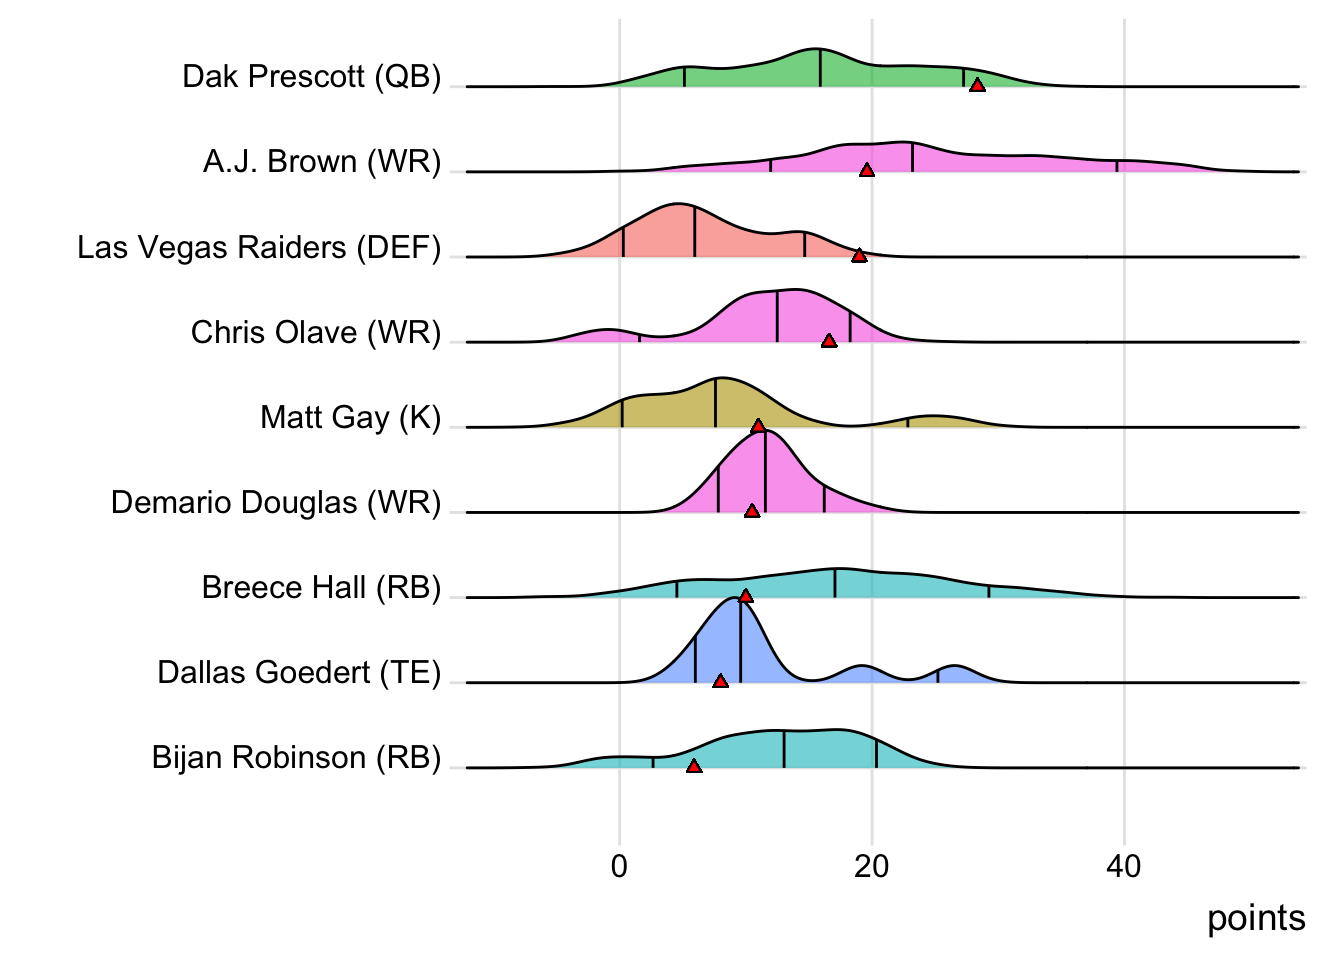 Dak Prescott (QB)
A.J. Brown (WR)
Las Vegas Raiders (DEF)
Chris Olave (WR)
Matt Gay (K)
Demario Douglas (WR)
Breece Hall (RB)
Dallas Goedert (TE)
Bijan Robinson (RB)
0 20 40
points